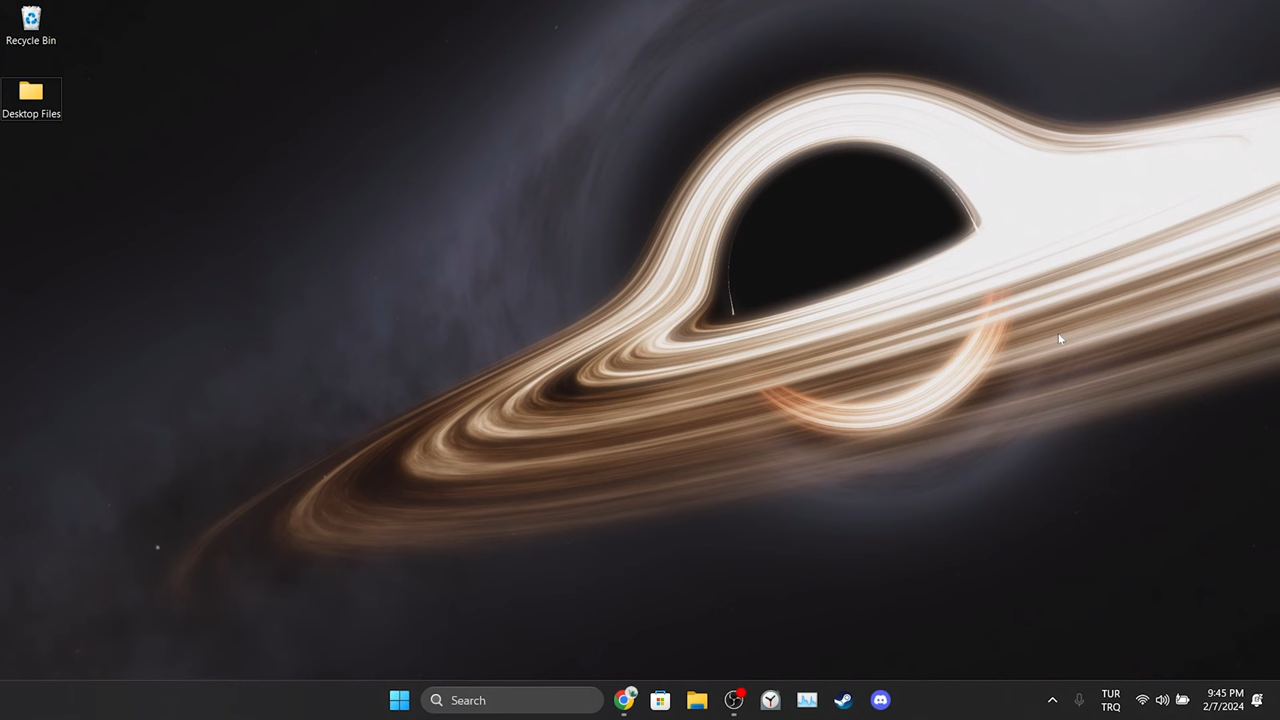 Recycle Bin
Desktop Files
Search
TUR
TRQ
9:45 PM
2/7/2024